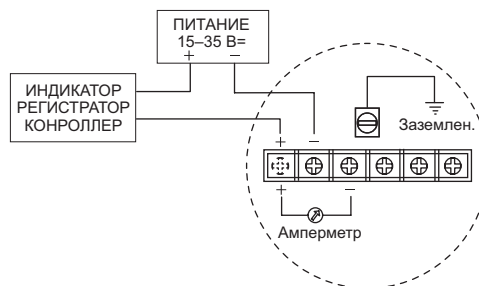 ПИТАНИЕ
15–35 В=
+ –
ИНДИКАТОР
РЕГИСТРАТОР
КОНРОЛЛЕР
Заземлен.
+ –
+ –
Амперметр